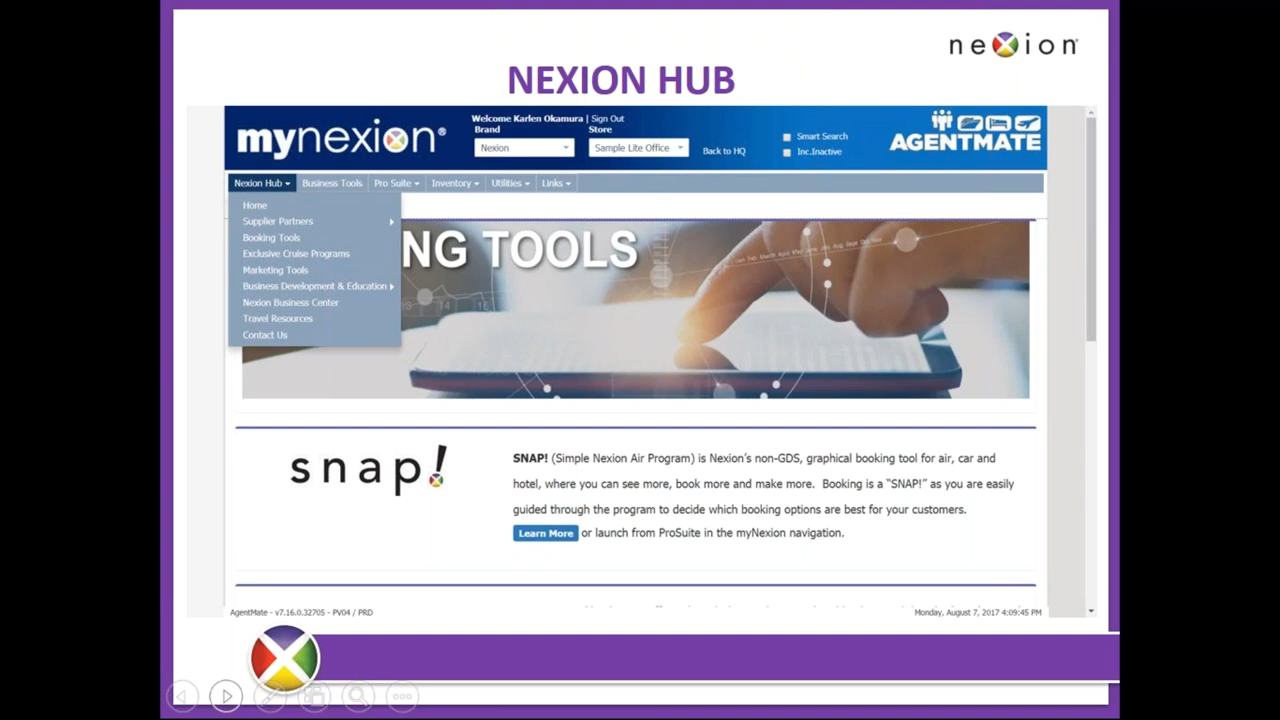 nexion
NEXION HUB
mynexion®
Welcome Karlen Okamura | Sign Out
Brand
Store
Nexion
Sample Lite Office
Back to HQ
Smart Search
Inc.Inactive
AGENTMATE
Nexion Hub Business Tools Pro Suite Inventory Utilities Links
Home
Supplier Partners
Booking Tools
Exclusive Cruise Programs
Marketing Tools
Business Development & Education
Nexion Business Center
Travel Resources
Contact Us
NG TOOLS
snap!
SNAP! (Simple Nexion Air Program) is Nexion's non-GDS, graphical booking tool for air, car and
hotel, where you can see more, book more and make more. Booking is a "SNAP!" as you are easily
guided through the program to decide which booking options are best for your customers.
Learn More or launch from ProSuite in the myNexion navigation.
AgentMate - v7.16.0.32705 - PV04 / PRD
Monday, August 7, 2017 4:09:45 PM